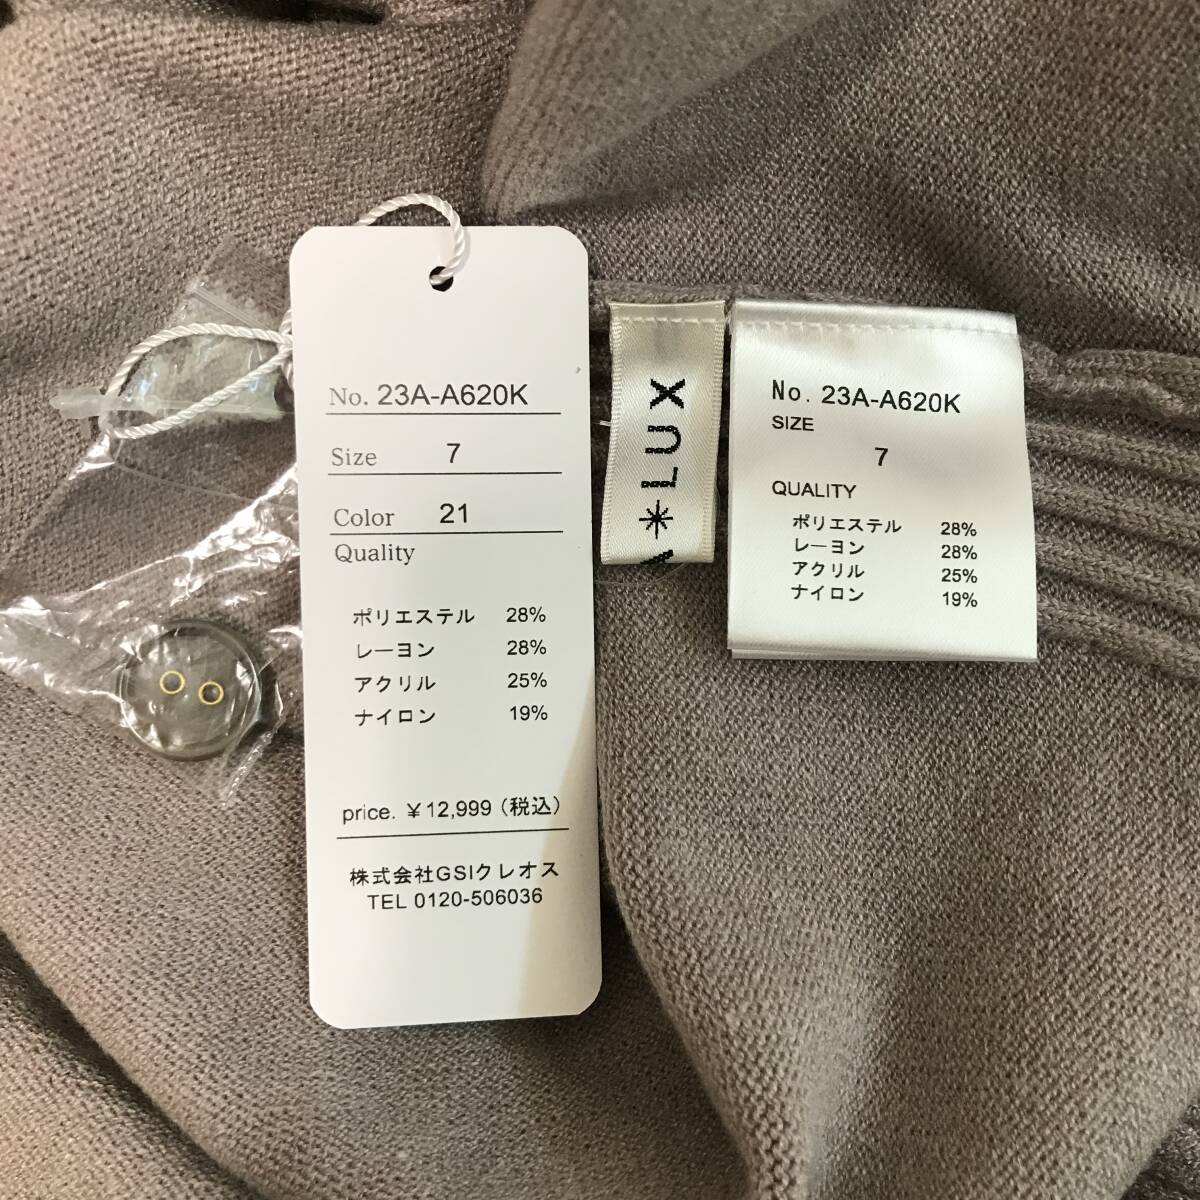 No. 23A-A620K
Size 7
Color 21
Quality
ポリエステル 28%
レーヨン 28%
アクリル 25%
ナイロン 19%
price. ￥12,999（税込）
株式会社GSIクレオス
TEL 0120-506036
LUX
No. 23A-A620K
SIZE
7
QUALITY
ポリエステル 28%
レーヨン 28%
アクリル 25%
ナイロン 19%